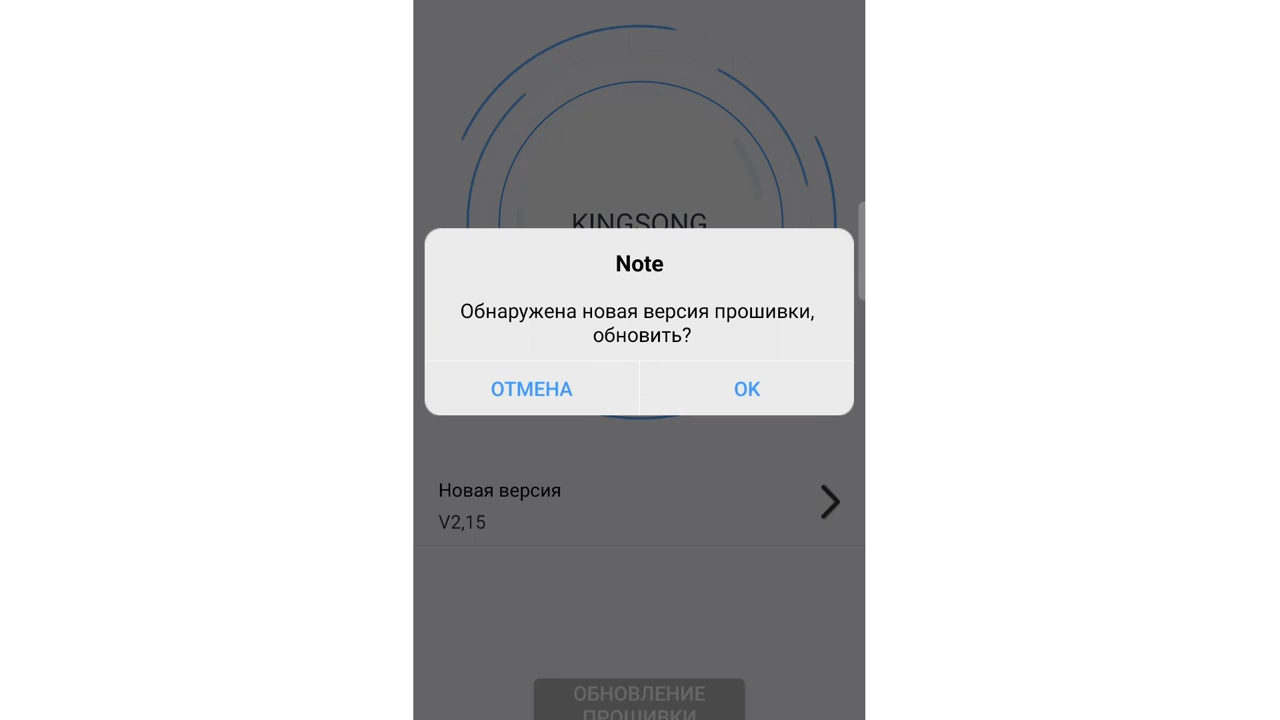 KINGSONG
Note
Обнаружена новая версия прошивки,
обновить?
ОТМЕНА
OK
Новая версия
V2,15
ОБНОВЛЕНИЕ
ПРОШИВКИ